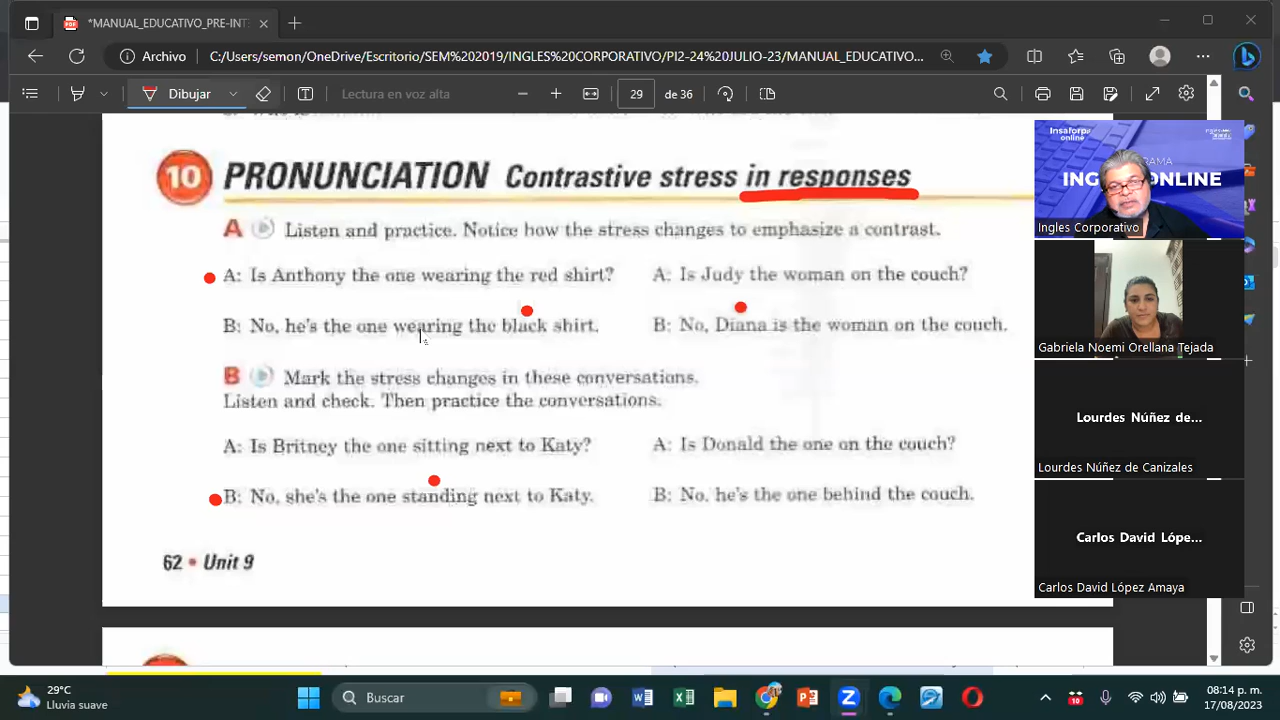 *MANUAL_EDUCATIVO_PRE-INT
Archivo
C:/Users/semon/OneDrive/Escritorio/SEM%202019/INGLES%20CORPORATIVO/PI2-24%20JULIO-23/MANUAL_EDUCATIVO...
Dibujar
Lectura en voz alta
29
de 36
10 PRONUNCIATION Contrastive stress in responses
A Listen and practice. Notice how the stress changes to emphasize a contrast.
A: Is Anthony the one wearing the red shirt?
B: No, he's the one wearing the black shirt.
A: Is Judy the woman on the couch?
B: No, Diana is the woman on the couch.
B Mark the stress changes in these conversations.
Listen and check. Then practice the conversations.
A: Is Britney the one sitting next to Katy?
B: No, she's the one standing next to Katy.
A: Is Donald the one on the couch?
B: No, he's the one behind the couch.
62 • Unit 9
Insaforp
online
INGL
ONLINE
Ingles Corporativo
Gabriela Noemi Orellana Tejada
Lourdes Núñez de...
Lourdes Núñez de Canizales
Carlos David Lópe...
Carlos David López Amaya
29°C
Lluvia suave
Buscar
10
08:14 p. m.
17/08/2023